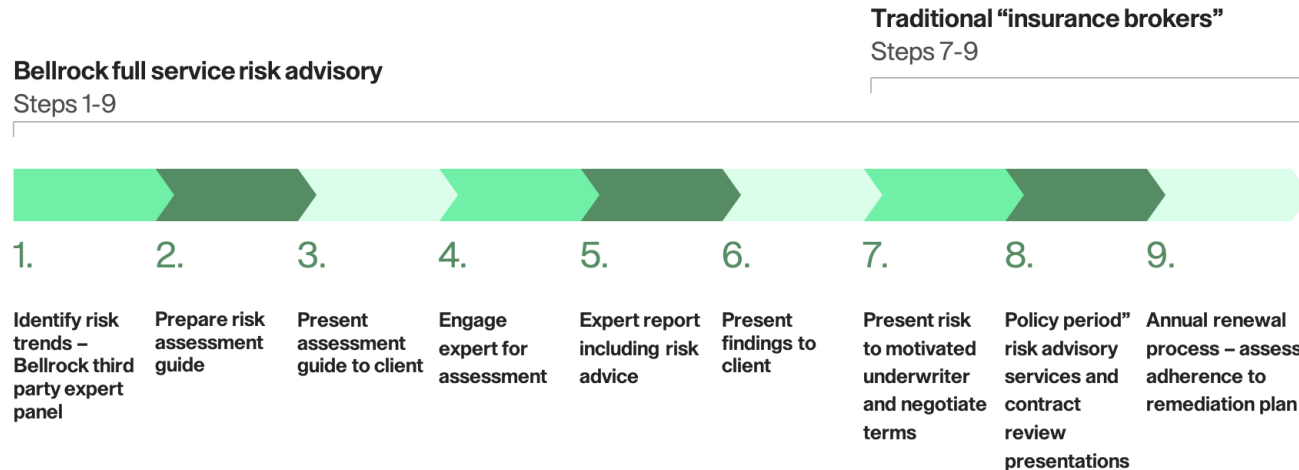 Traditional “insurance brokers”
Steps 7-9
Bellrock full service risk advisory
Steps 1-9
1.
Identify risk
trends –
Bellrock third
party expert
panel
2.
Prepare risk
assessment
guide
3.
Present
assessment
guide to client
4.
Engage
expert for
assessment
5.
Expert report
including risk
advice
6.
Present
findings to
client
7.
Present risk
to motivated
underwriter
and negotiate
terms
8.
Policy period”
risk advisory
services and
contract
review
presentations
9.
Annual renewal
process – assess
adherence to
remediation plan